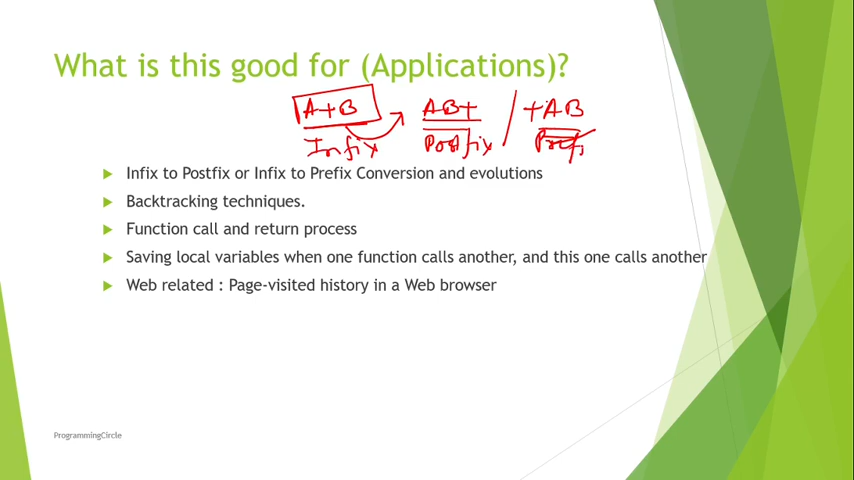 What is this good for (Applications)?
A+B AB+ / +AB
Infix Postfix Prefi
Infix to Postfix or Infix to Prefix Conversion and evolutions
Backtracking techniques.
Function call and return process
Saving local variables when one function calls another, and this one calls another
Web related : Page-visited history in a Web browser
ProgrammingCircle